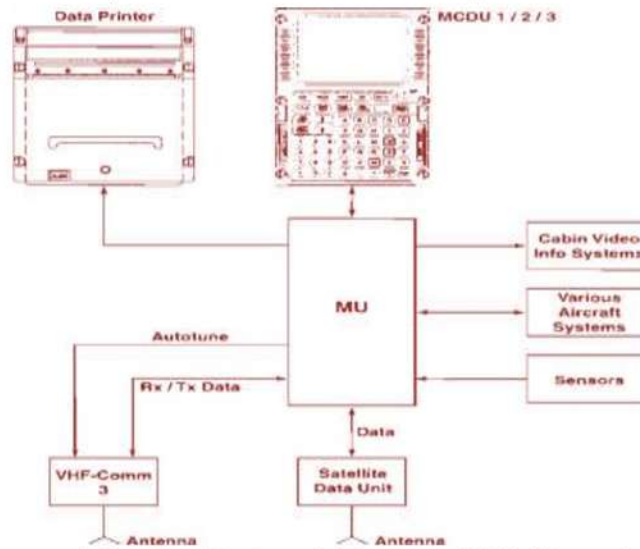 Data Printer
MCDU 1 / 2 / 3
MU
Cabin Video
Info Systems
Various
Aircraft
Systems
Sensors
Autotune
Rx / Tx Data
Data
VHF-Comm
3
Satellite
Data Unit
Antenna
Antenna